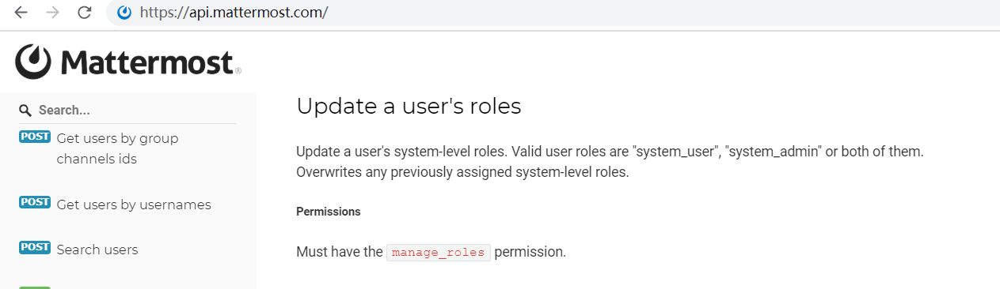 https://api.mattermost.com/
Mattermost®
Search...
POST Get users by group
channels ids
POST Get users by usernames
POST Search users
Update a user's roles
Update a user's system-level roles. Valid user roles are "system_user", "system_admin" or both of them.
Overwrites any previously assigned system-level roles.
Permissions
Must have the manage_roles permission.